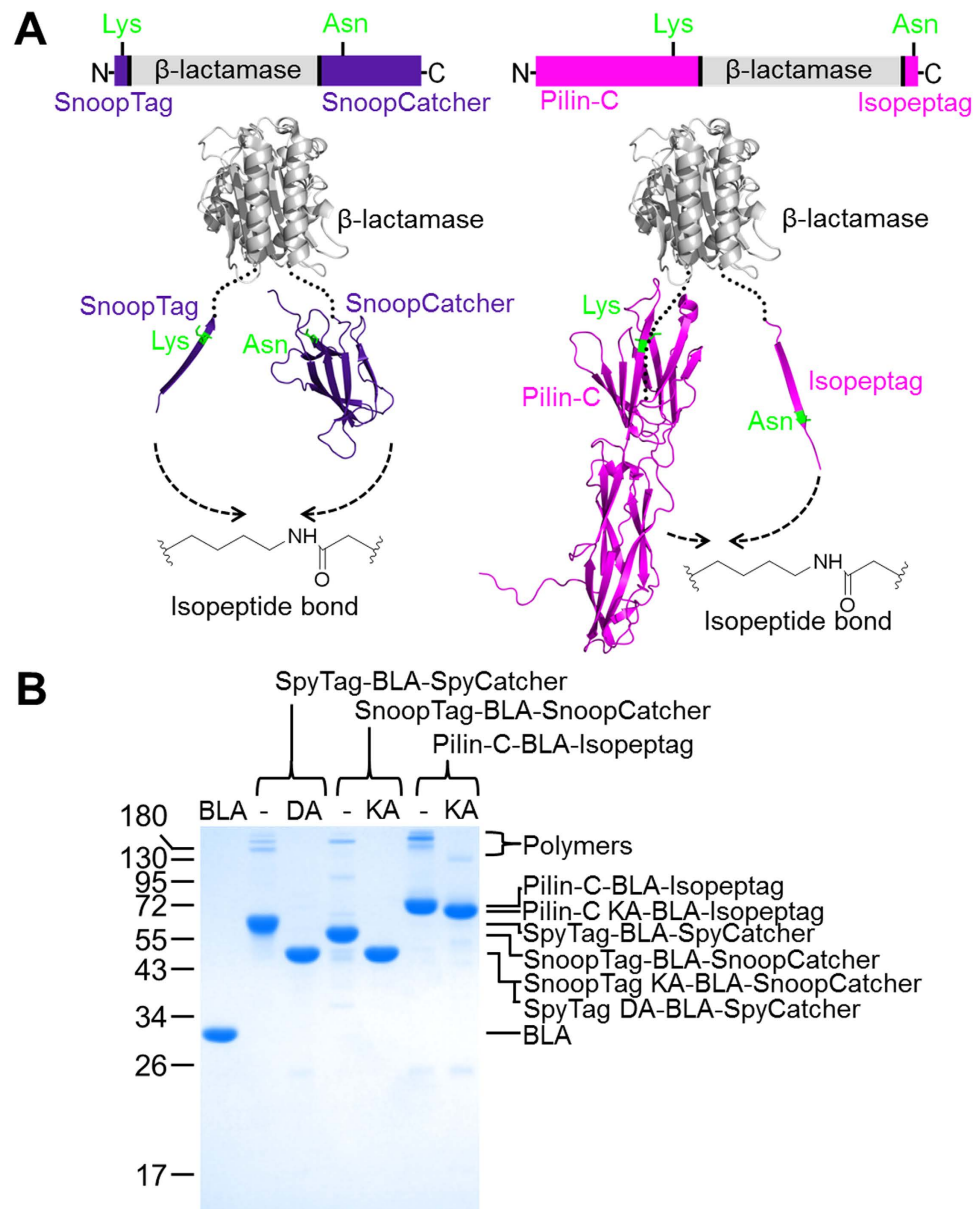 A
Lys
Asn
N-
β-lactamase
-C
SnoopTag
SnoopCatcher
Lys
Asn
N-
β-lactamase
-C
Pilin-C
Isopeptag
β-lactamase
SnoopTag
SnoopCatcher
Lys
Asn
NH
O
Isopeptide bond
β-lactamase
Lys
Pilin-C
Isopeptag
Asn
NH
O
Isopeptide bond
B
SpyTag-BLA-SpyCatcher
SnoopTag-BLA-SnoopCatcher
Pilin-C-BLA-Isopeptag
BLA - DA - KA - KA
180
130
95
72
55
43
34
26
17
Polymers
Pilin-C-BLA-Isopeptag
Pilin-C KA-BLA-Isopeptag
SpyTag-BLA-SpyCatcher
SnoopTag-BLA-SnoopCatcher
SnoopTag KA-BLA-SnoopCatcher
SpyTag DA-BLA-SpyCatcher
BLA